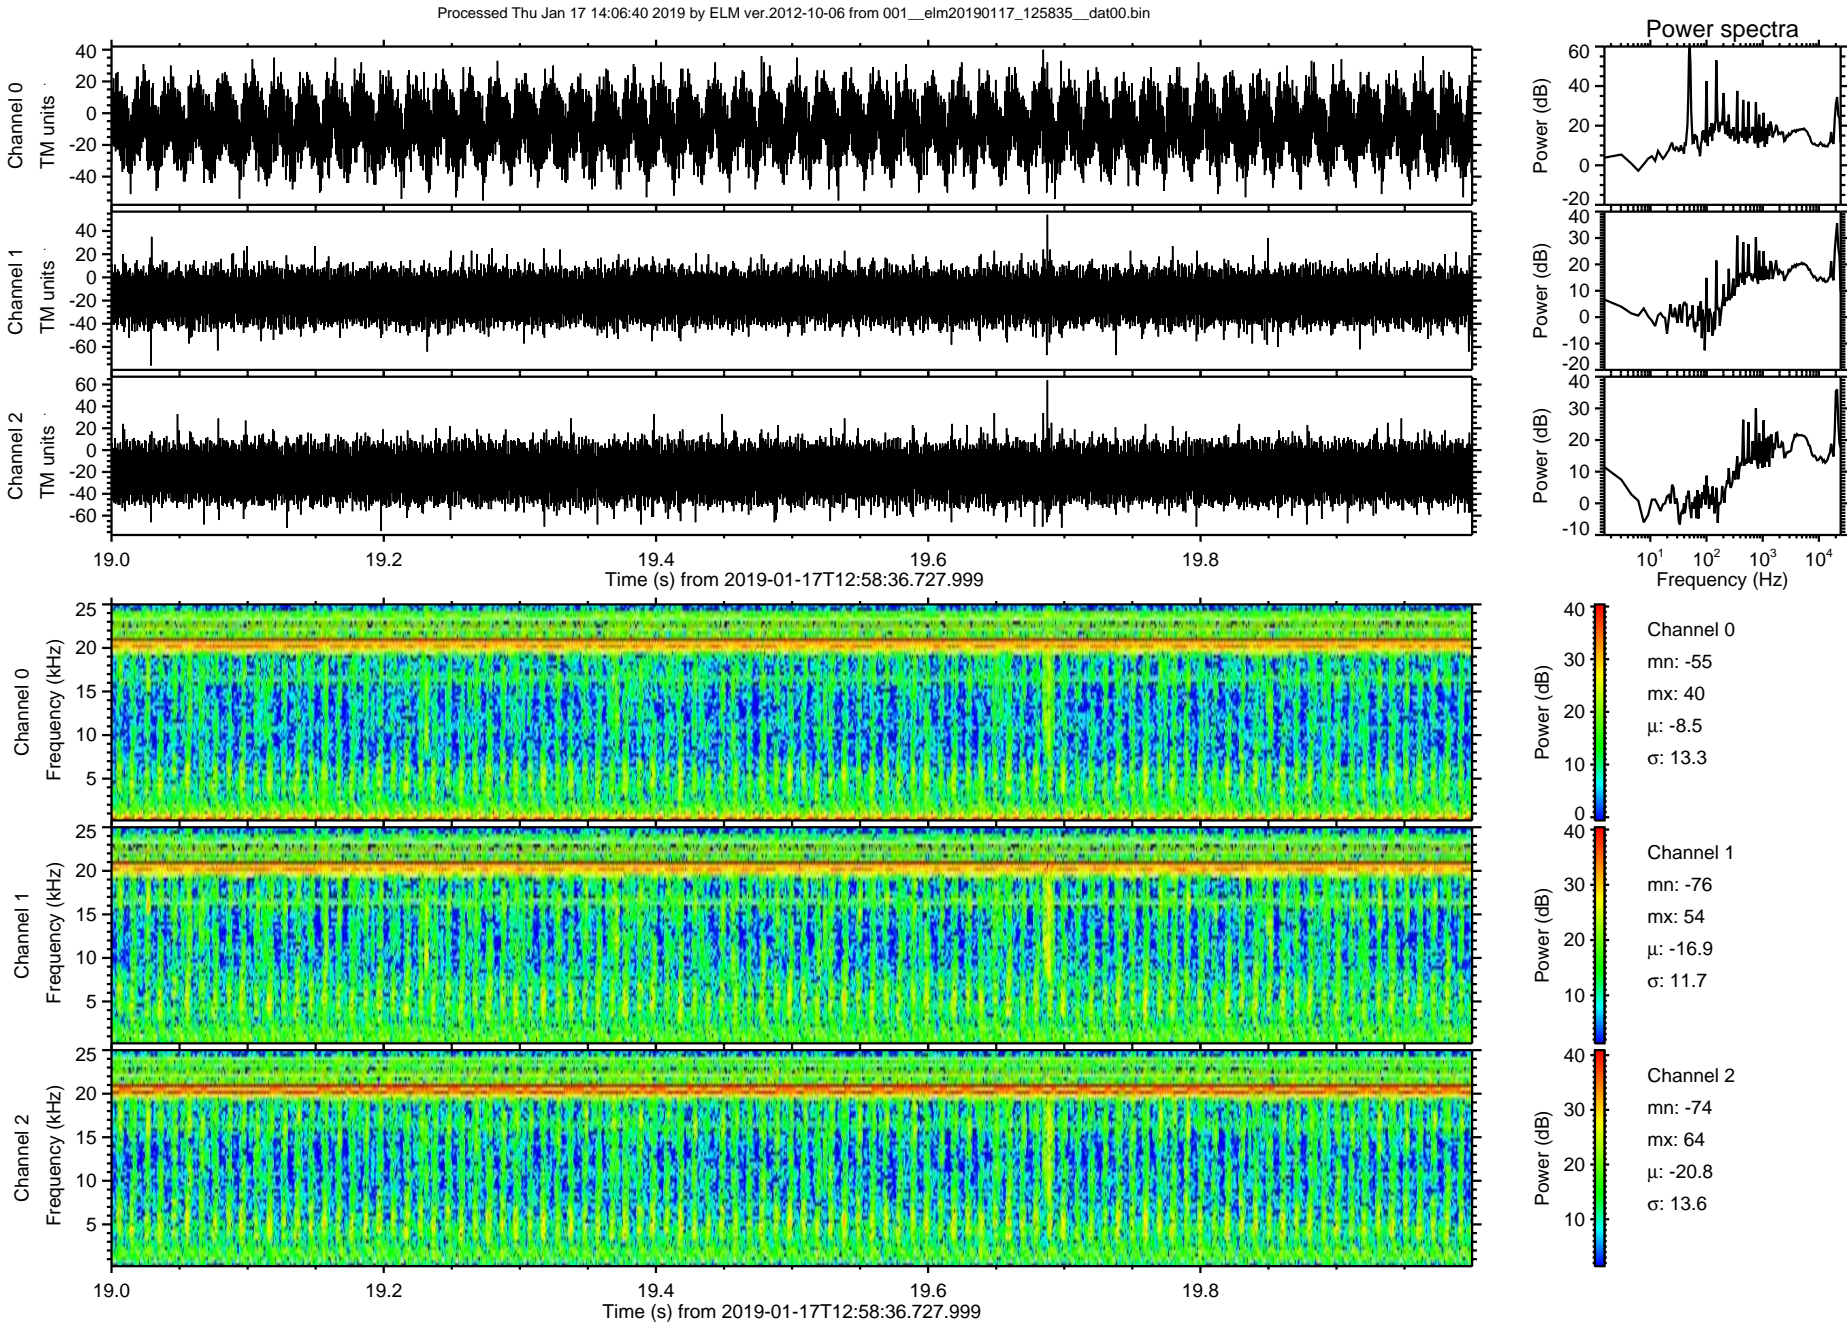 Processed Thu Jan 17 14:06:40 2019 by ELM ver.2012-10-06 from 001__elm20190117_125835__dat00.bin
Power spectra
Channel 0
TM units
40
20
0
-20
-40
Power (dB)
60
40
20
0
-20
Channel 1
TM units
40
20
0
-20
-40
-60
Power (dB)
40
30
20
10
0
-10
-20
Channel 2
TM units
60
40
20
0
-20
-40
-60
Power (dB)
40
30
20
10
0
-10
19.0 19.2 19.4 19.6 19.8
Time (s) from 2019-01-17T12:58:36.727.999
10^1 10^2 10^3 10^4
Frequency (Hz)
Channel 0
Frequency (kHz)
25
20
15
10
5
Power (dB)
40
30
20
10
0
Channel 0
mn: -55
mx: 40
μ: -8.5
σ: 13.3
Channel 1
Frequency (kHz)
25
20
15
10
5
Power (dB)
40
30
20
10
Channel 1
mn: -76
mx: 54
μ: -16.9
σ: 11.7
Channel 2
Frequency (kHz)
25
20
15
10
5
Power (dB)
40
30
20
10
Channel 2
mn: -74
mx: 64
μ: -20.8
σ: 13.6
19.0 19.2 19.4 19.6 19.8
Time (s) from 2019-01-17T12:58:36.727.999